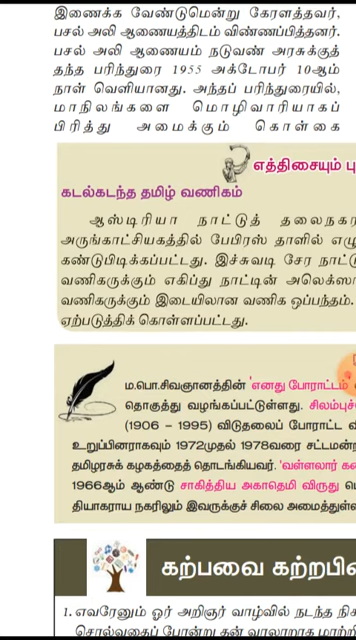 இணைக்க வேண்டுமென்று கேரளத்தவர்,
பசல் அலி ஆணையத்திடம் விண்ணப்பித்தனர்.
பசல் அலி ஆணையம் நடுவண் அரசுக்குத்
தந்த பரிந்துரை 1955 அக்டோபர் 10ஆம்
நாள் வெளியானது. அந்தப் பரிந்துரையில்,
மாநிலங்களை மொழிவாரியாகப்
பிரித்து அமைக்கும் கொள்கை
எத்திசையும் பு
கடல்கடந்த தமிழ் வணிகம்
ஆஸ்டிரியா நாட்டுத் தலைநகர
அருங்காட்சியகத்தில் பேபிரஸ் தாளில் எழு
கண்டுபிடிக்கப்பட்டது. இச்சுவடி சேர நாட்டு
வணிகருக்கும் எகிப்து நாட்டின் அலெக்ஸா
வணிகருக்கும் இடையிலான வணிக ஒப்பந்தம்.
ஏற்படுத்திக் கொள்ளப்பட்டது.
ம.பொ.சிவஞானத்தின் 'எனது போராட்டம்'
தொகுத்து வழங்கப்பட்டுள்ளது. சிலம்புச்
(1906 – 1995) விடுதலைப் போராட்ட வீ
உறுப்பினராகவும் 1972முதல் 1978வரை சட்டமன்
தமிழரசுக் கழகத்தைத் தொடங்கியவர். 'வள்ளலார் கண்
1966ஆம் ஆண்டு சாகித்திய அகாதெமி விருது பெ
தியாகராய நகரிலும் இவருக்குச் சிலை அமைத்துள்
கற்பவை கற்றபின்
1. எவரேனும் ஓர் அறிஞர் வாழ்வில் நடந்த நிக
சொல்வதைப் போன்று தன் வரலாறாக மாற்றி